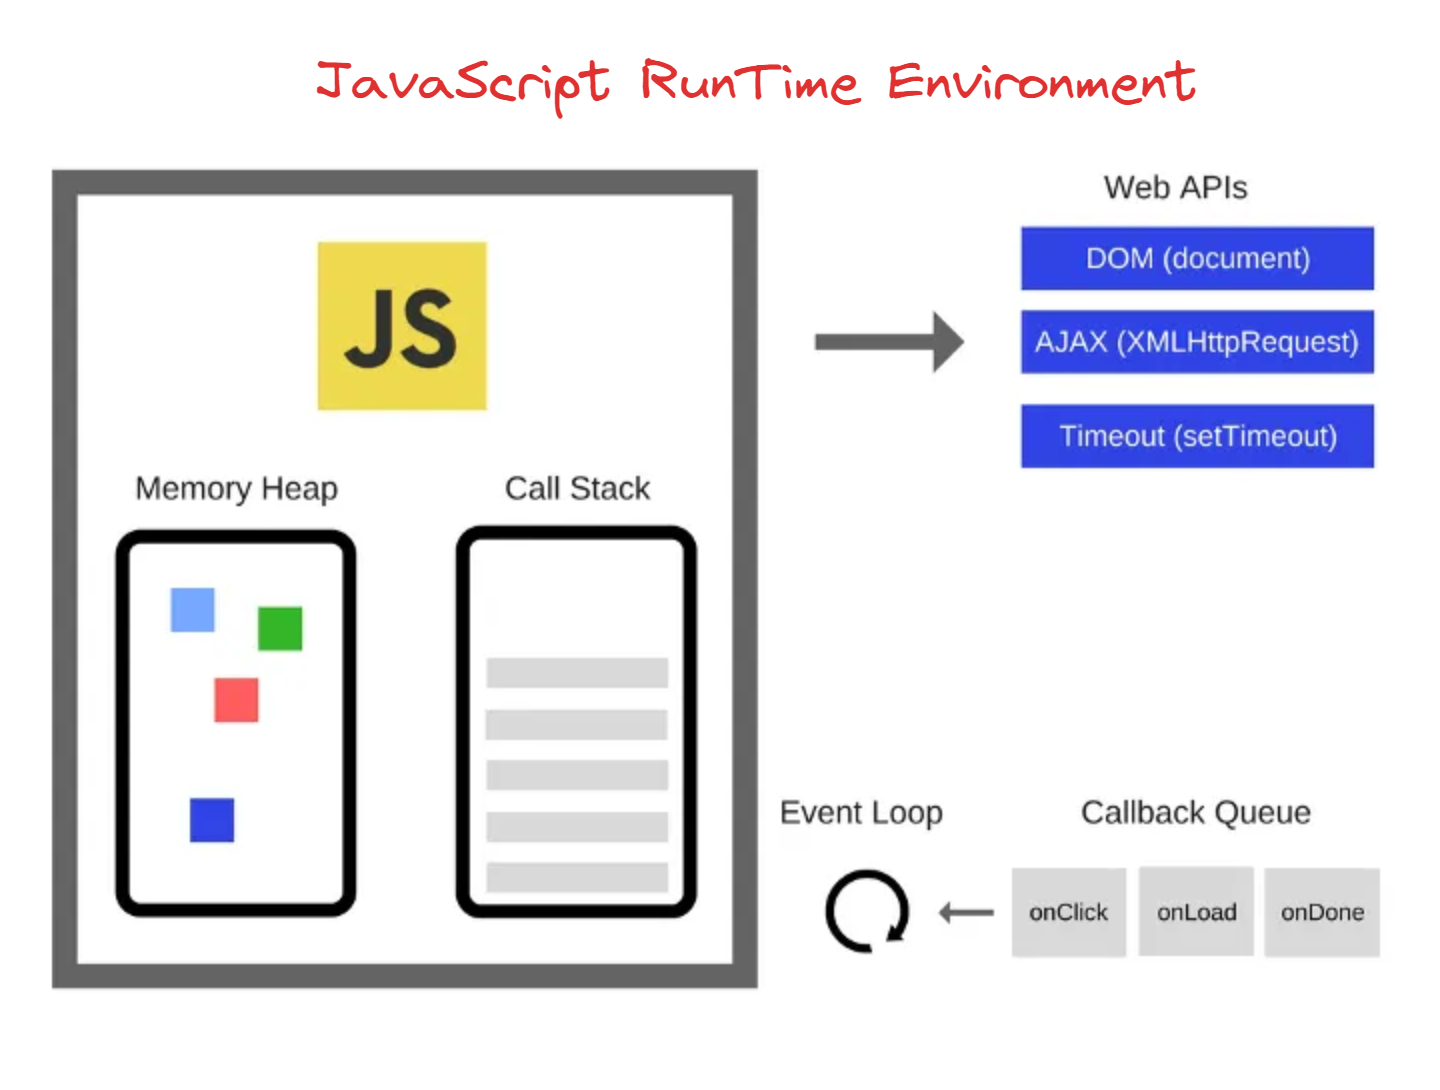 JavaScript RunTime Environment
JS
Memory Heap
Call Stack
Web APIs
DOM (document)
AJAX (XMLHttpRequest)
Timeout (setTimeout)
Event Loop
Callback Queue
onClick
onLoad
onDone